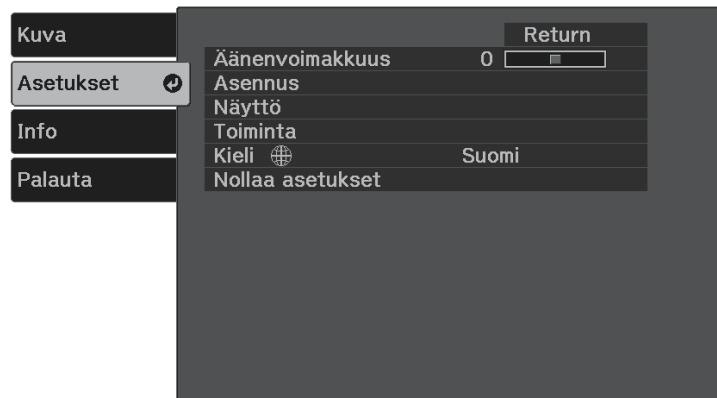 Kuva
Asetukset
Info
Palauta
Return
Äänenvoimakkuus 0
Asennus
Näyttö
Toiminta
Kieli Suomi
Nollaa asetukset